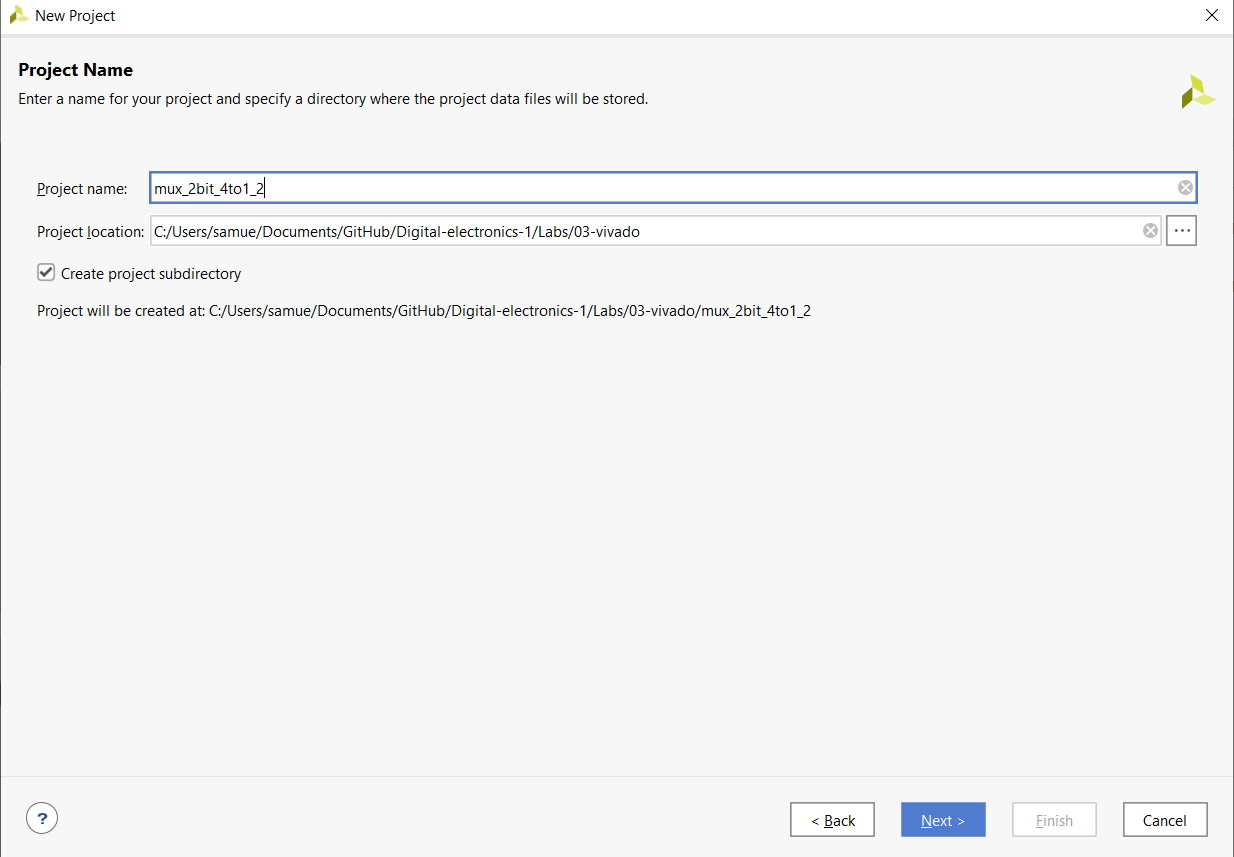 New Project
Project Name
Enter a name for your project and specify a directory where the project data files will be stored.
Project name: mux_2bit_4to1_2
Project location: C:/Users/samue/Documents/GitHub/Digital-electronics-1/Labs/03-vivado ...
Create project subdirectory
Project will be created at: C:/Users/samue/Documents/GitHub/Digital-electronics-1/Labs/03-vivado/mux_2bit_4to1_2
? < Back Next > Finish Cancel